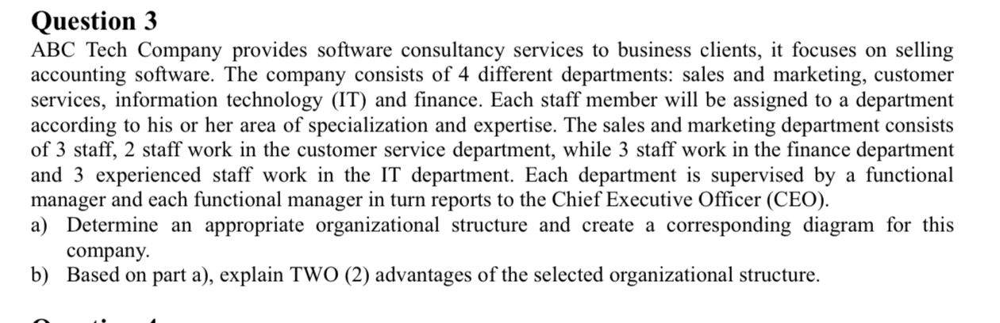 Question 3
ABC Tech Company provides software consultancy services to business clients, it focuses on selling
accounting software. The company consists of 4 different departments: sales and marketing, customer
services, information technology (IT) and finance. Each staff member will be assigned to a department
according to his or her area of specialization and expertise. The sales and marketing department consists
of 3 staff, 2 staff work in the customer service department, while 3 staff work in the finance department
and 3 experienced staff work in the IT department. Each department is supervised by a functional
manager and each functional manager in turn reports to the Chief Executive Officer (CEO).
a) Determine an appropriate organizational structure and create a corresponding diagram for this
company.
b) Based on part a), explain TWO (2) advantages of the selected organizational structure.